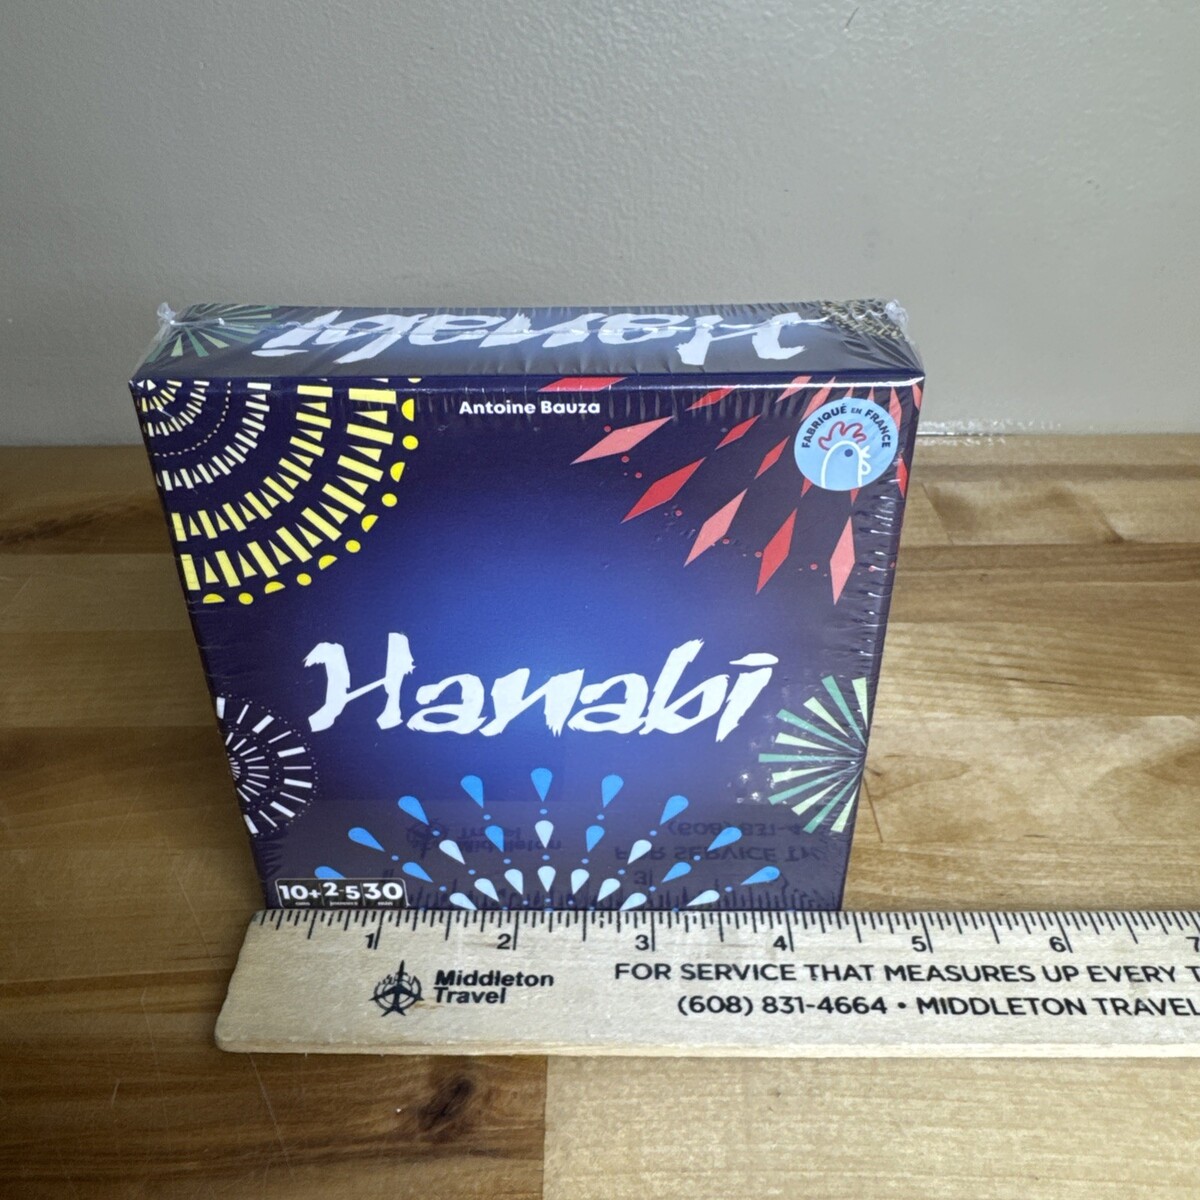 Hanabi
Antoine Bauza
FABRIQUÉ EN FRANCE
Hanabi
10+ 2-5 30
1 2 3 4 5 6 7
Middleton
Travel
FOR SERVICE THAT MEASURES UP EVERY
(608) 831-4664 • MIDDLETON TRAVEL